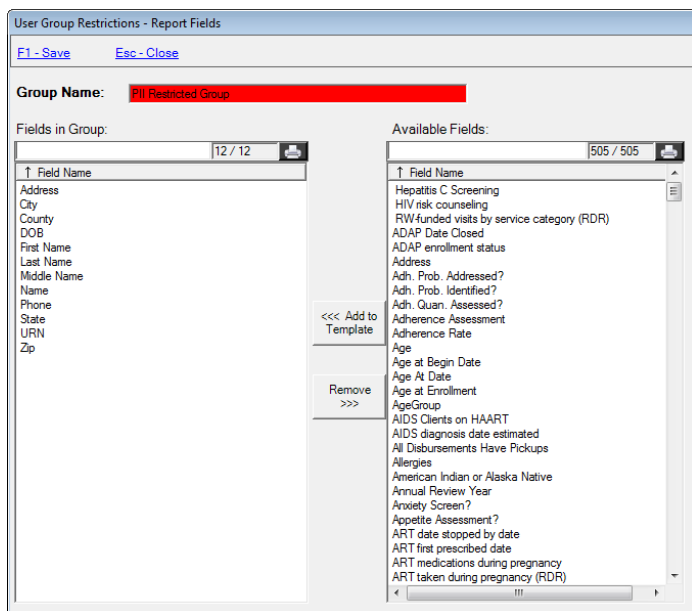 User Group Restrictions - Report Fields
F1 - Save Esc - Close
Group Name: PII Restricted Group
Fields in Group:
12 / 12
↑ Field Name
Address
City
County
DOB
First Name
Last Name
Middle Name
Name
Phone
State
URN
Zip
<<< Add to
Template
Remove
>>>
Available Fields:
505 / 505
↑ Field Name
Hepatitis C Screening
HIV risk counseling
RW-funded visits by service category (RDR)
ADAP Date Closed
ADAP enrollment status
Address
Adh. Prob. Addressed?
Adh. Prob. Identified?
Adh. Quan. Assessed?
Adherence Assessment
Adherence Rate
Age
Age at Begin Date
Age At Date
Age at Enrollment
AgeGroup
AIDS Clients on HAART
AIDS diagnosis date estimated
All Disbursements Have Pickups
Allergies
American Indian or Alaska Native
Annual Review Year
Anxiety Screen?
Appetite Assessment?
ART date stopped by date
ART first prescribed date
ART medications during pregnancy
ART taken during pregnancy (RDR)